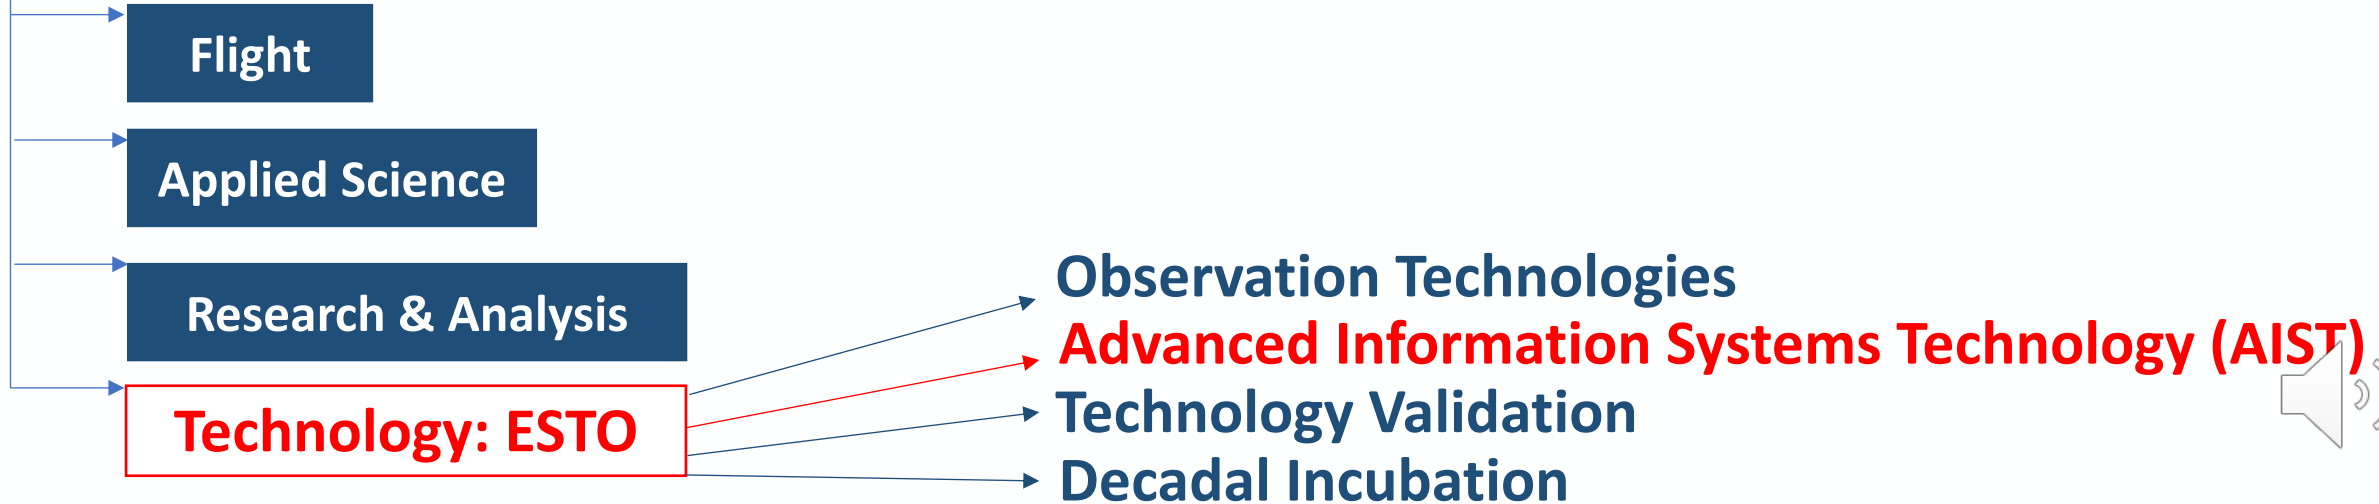 Flight
Applied Science
Research & Analysis
Technology: ESTO
Observation Technologies
Advanced Information Systems Technology (AIST)
Technology Validation
Decadal Incubation